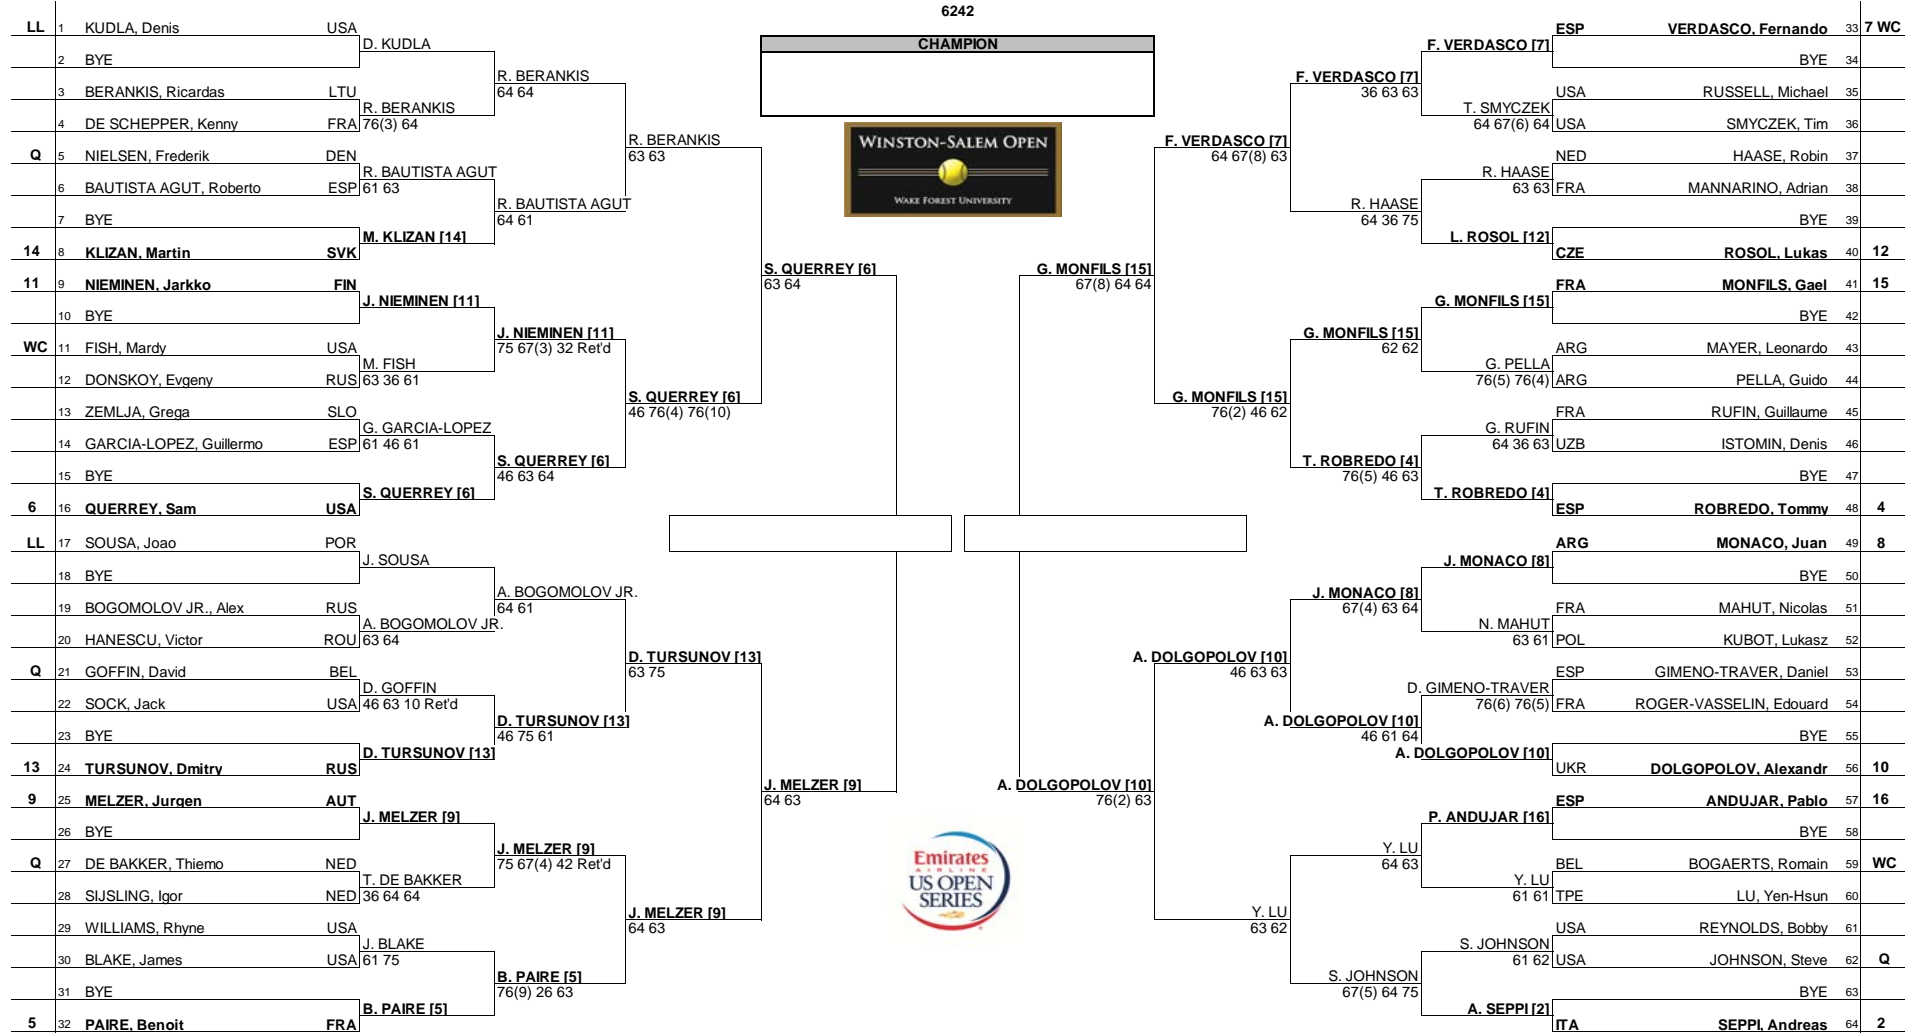 6242
CHAMPION
WINSTON-SALEM OPEN
WAKE FOREST UNIVERSITY
Emirates
AIRLINE
US OPEN
SERIES
LL 1 KUDLA, Denis USA
D. KUDLA
2 BYE
R. BERANKIS
64 64
3 BERANKIS, Ricardas LTU
R. BERANKIS
4 DE SCHEPPER, Kenny FRA 76(3) 64
R. BERANKIS
63 63
Q 5 NIELSEN, Frederik DEN
R. BAUTISTA AGUT
6 BAUTISTA AGUT, Roberto ESP 61 63
R. BAUTISTA AGUT
64 61
7 BYE
M. KLIZAN [14]
14 8 KLIZAN, Martin SVK
S. QUERREY [6]
63 64
11 9 NIEMINEN, Jarkko FIN
J. NIEMINEN [11]
10 BYE
J. NIEMINEN [11]
75 67(3) 32 Ret'd
WC 11 FISH, Mardy USA
M. FISH
12 DONSKOY, Evgeny RUS 63 36 61
S. QUERREY [6]
46 76(4) 76(10)
13 ZEMLJA, Grega SLO
G. GARCIA-LOPEZ
14 GARCIA-LOPEZ, Guillermo ESP 61 46 61
S. QUERREY [6]
46 63 64
15 BYE
S. QUERREY [6]
6 16 QUERREY, Sam USA
LL 17 SOUSA, Joao POR
J. SOUSA
18 BYE
A. BOGOMOLOV JR.
64 61
19 BOGOMOLOV JR., Alex RUS
A. BOGOMOLOV JR.
20 HANESCU, Victor ROU 63 64
D. TURSUNOV [13]
63 75
Q 21 GOFFIN, David BEL
D. GOFFIN
22 SOCK, Jack USA 46 63 10 Ret'd
D. TURSUNOV [13]
46 75 61
23 BYE
D. TURSUNOV [13]
13 24 TURSUNOV, Dmitry RUS
J. MELZER [9]
64 63
9 25 MELZER, Jurgen AUT
J. MELZER [9]
26 BYE
J. MELZER [9]
75 67(4) 42 Ret'd
Q 27 DE BAKKER, Thiemo NED
T. DE BAKKER
28 SIJSLING, Igor NED 36 64 64
J. MELZER [9]
64 63
29 WILLIAMS, Rhyne USA
J. BLAKE
30 BLAKE, James USA 61 75
B. PAIRE [5]
76(9) 26 63
31 BYE
B. PAIRE [5]
5 32 PAIRE, Benoit FRA
ESP VERDASCO, Fernando 33 7 WC
F. VERDASCO [7]
BYE 34
F. VERDASCO [7]
36 63 63
USA RUSSELL, Michael 35
T. SMYCZEK
64 67(6) 64 USA SMYCZEK, Tim 36
F. VERDASCO [7]
64 67(8) 63
NED HAASE, Robin 37
R. HAASE
63 63 FRA MANNARINO, Adrian 38
R. HAASE
64 36 75
BYE 39
L. ROSOL [12]
CZE ROSOL, Lukas 40 12
G. MONFILS [15]
67(8) 64 64
FRA MONFILS, Gael 41 15
G. MONFILS [15]
BYE 42
G. MONFILS [15]
62 62
ARG MAYER, Leonardo 43
G. PELLA
76(5) 76(4) ARG PELLA, Guido 44
G. MONFILS [15]
76(2) 46 62
FRA RUFIN, Guillaume 45
G. RUFIN
64 36 63 UZB ISTOMIN, Denis 46
T. ROBREDO [4]
76(5) 46 63
BYE 47
T. ROBREDO [4]
ESP ROBREDO, Tommy 48 4
ARG MONACO, Juan 49 8
J. MONACO [8]
BYE 50
J. MONACO [8]
67(4) 63 64
FRA MAHUT, Nicolas 51
N. MAHUT
63 61 POL KUBOT, Lukasz 52
A. DOLGOPOLOV [10]
46 63 63
ESP GIMENO-TRAVER, Daniel 53
D. GIMENO-TRAVER
76(6) 76(5) FRA ROGER-VASSELIN, Edouard 54
A. DOLGOPOLOV [10]
46 61 64
BYE 55
A. DOLGOPOLOV [10]
UKR DOLGOPOLOV, Alexandr 56 10
A. DOLGOPOLOV [10]
76(2) 63
ESP ANDUJAR, Pablo 57 16
P. ANDUJAR [16]
BYE 58
Y. LU
64 63
BEL BOGAERTS, Romain 59 WC
Y. LU
61 61 TPE LU, Yen-Hsun 60
Y. LU
63 62
USA REYNOLDS, Bobby 61
S. JOHNSON
61 62 USA JOHNSON, Steve 62 Q
S. JOHNSON
67(5) 64 75
BYE 63
A. SEPPI [2]
ITA SEPPI, Andreas 64 2